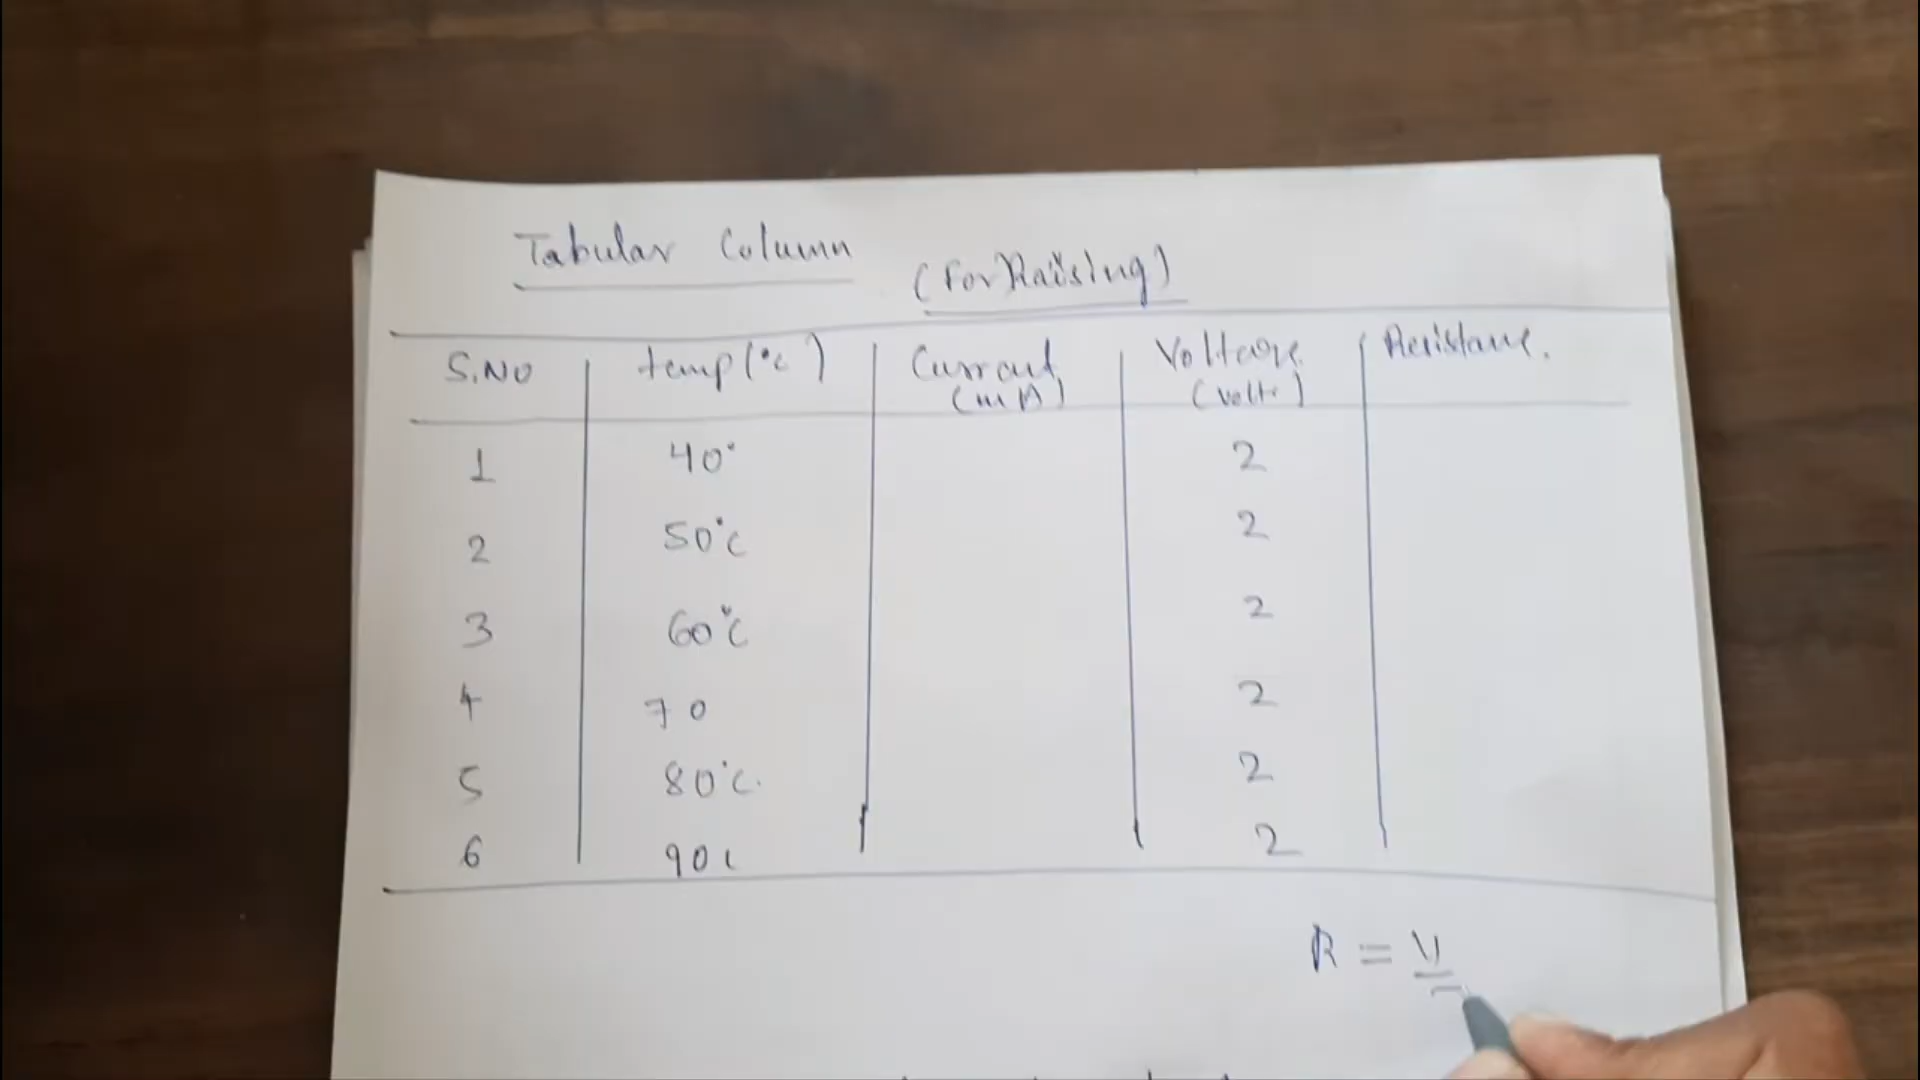 Tabular Column
(For Raising)
S.NO temp(°c) Current (mA) Voltage (volts) Resistance.
1 40° 2
2 50°C 2
3 60°C 2
4 70 2
5 80°C. 2
6 90C 2
R = V